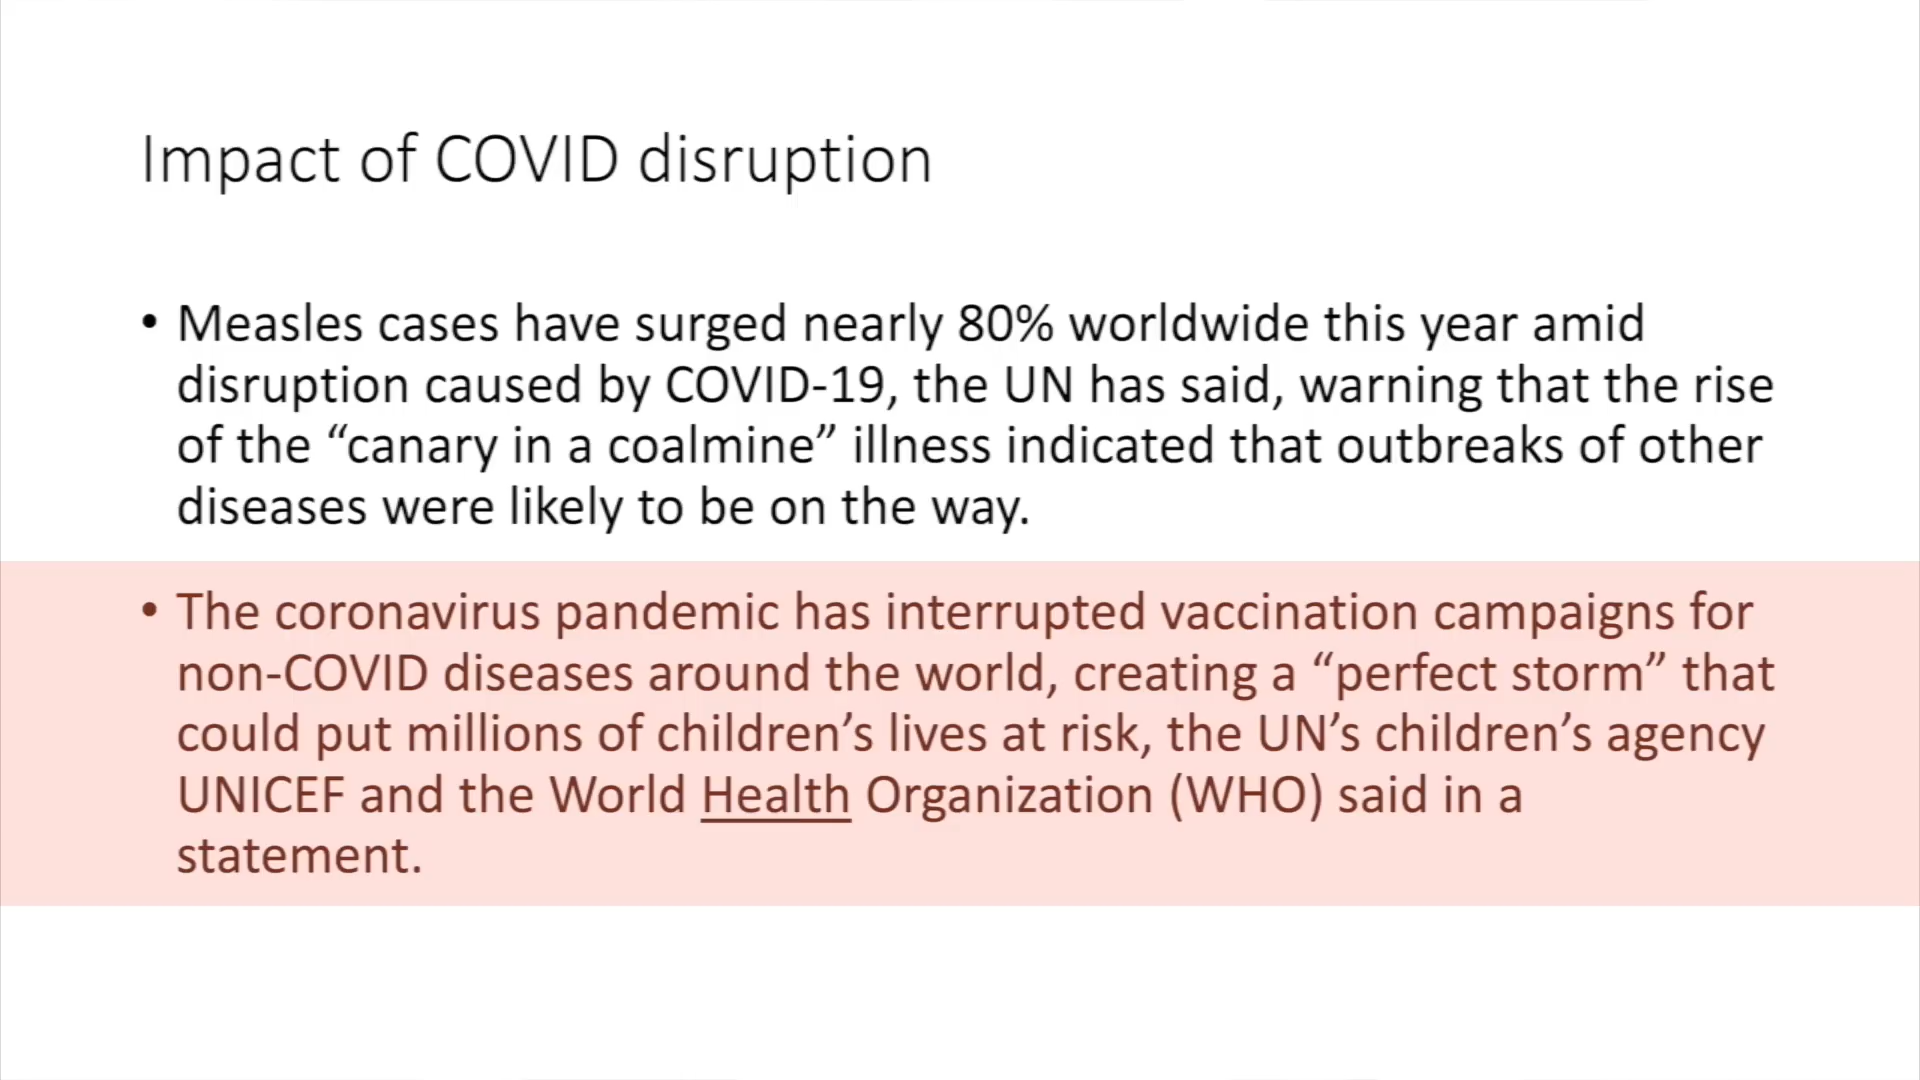 Impact of COVID disruption
• Measles cases have surged nearly 80% worldwide this year amid
disruption caused by COVID-19, the UN has said, warning that the rise
of the “canary in a coalmine” illness indicated that outbreaks of other
diseases were likely to be on the way.
• The coronavirus pandemic has interrupted vaccination campaigns for
non-COVID diseases around the world, creating a “perfect storm” that
could put millions of children’s lives at risk, the UN’s children’s agency
UNICEF and the World Health Organization (WHO) said in a
statement.